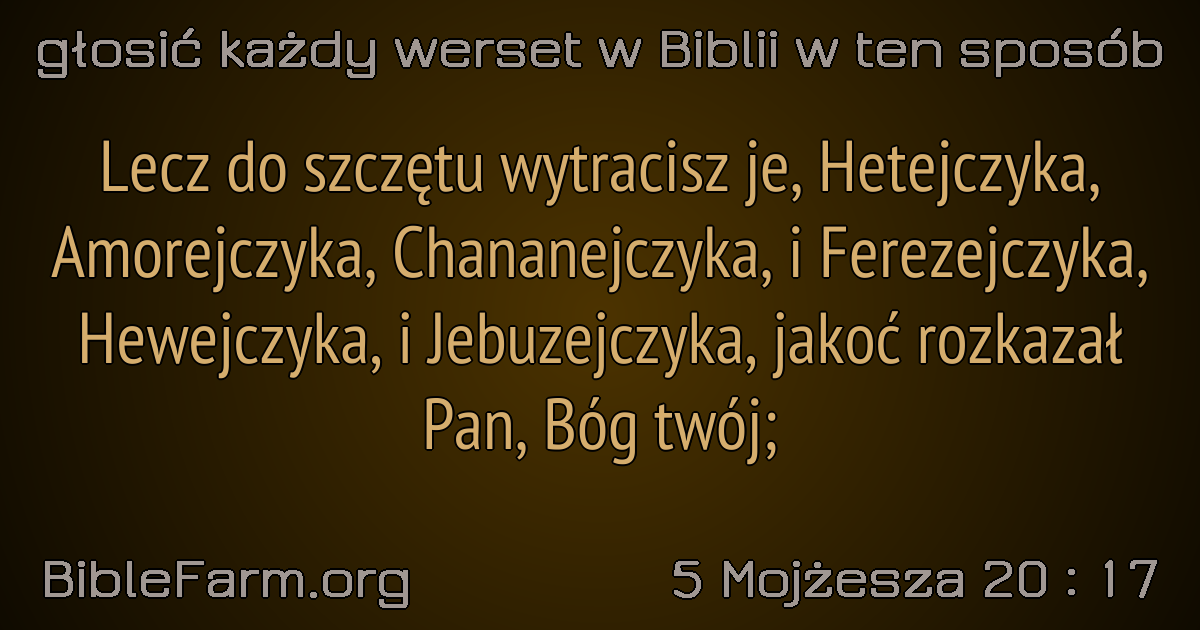 głosić każdy werset w Biblii w ten sposób
Lecz do szczętu wytracisz je, Hetejczyka,
Amorejczyka, Chananejczyka, i Ferezejczyka,
Hewejczyka, i Jebuzejczyka, jakoć rozkazał
Pan, Bóg twój;
BibleFarm.org
5 Mojżesza 20 : 17